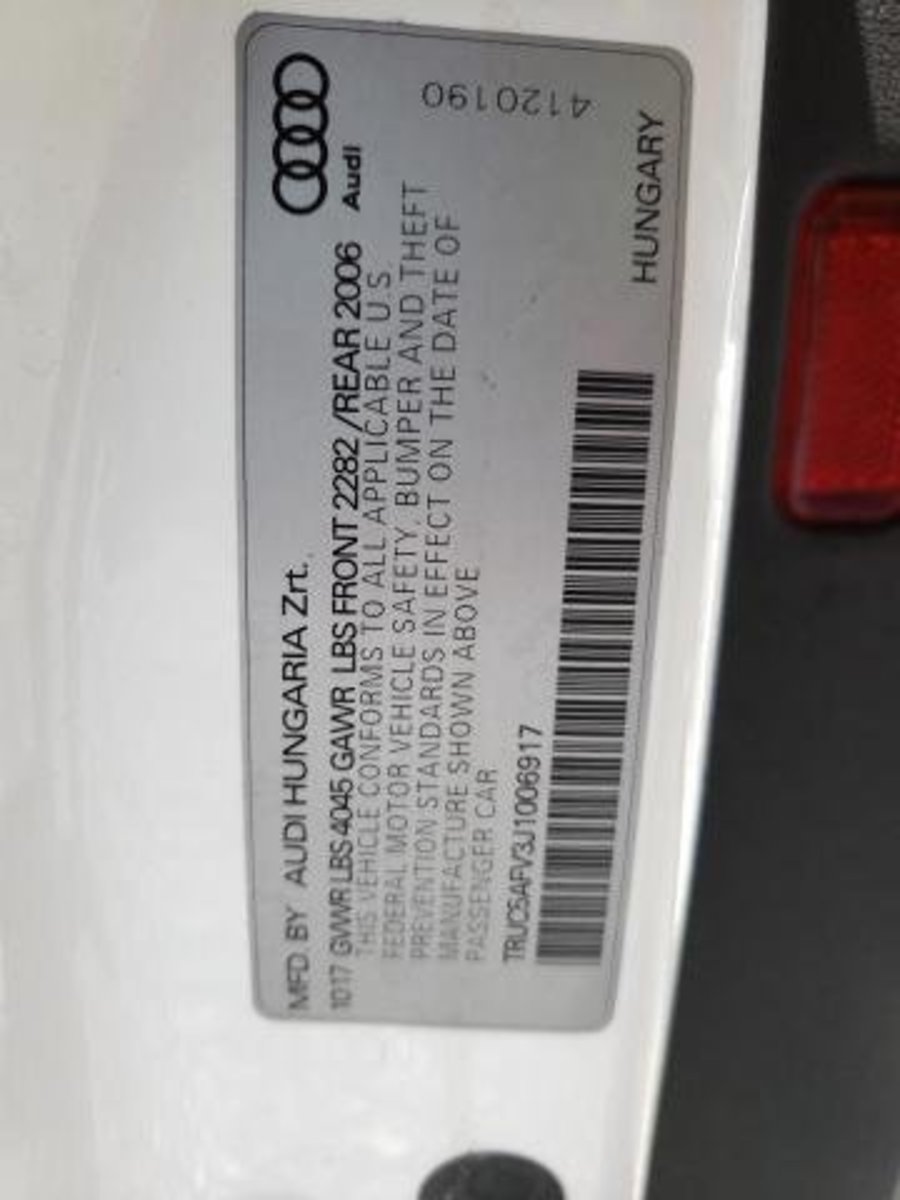 MFD BY AUDI HUNGARIA Zrt.
Audi
1017 GVWR LBS 4045 GAWR LBS FRONT 2282 /REAR 2006
THIS VEHICLE CONFORMS TO ALL APPLICABLE U S
FEDERAL MOTOR VEHICLE SAFETY, BUMPER AND THEFT
PREVENTION STANDARDS IN EFFECT ON THE DATE OF
MANUFACTURE SHOWN ABOVE
PASSENGER CAR
4120190
TRUC5AFV3J1006917
HUNGARY